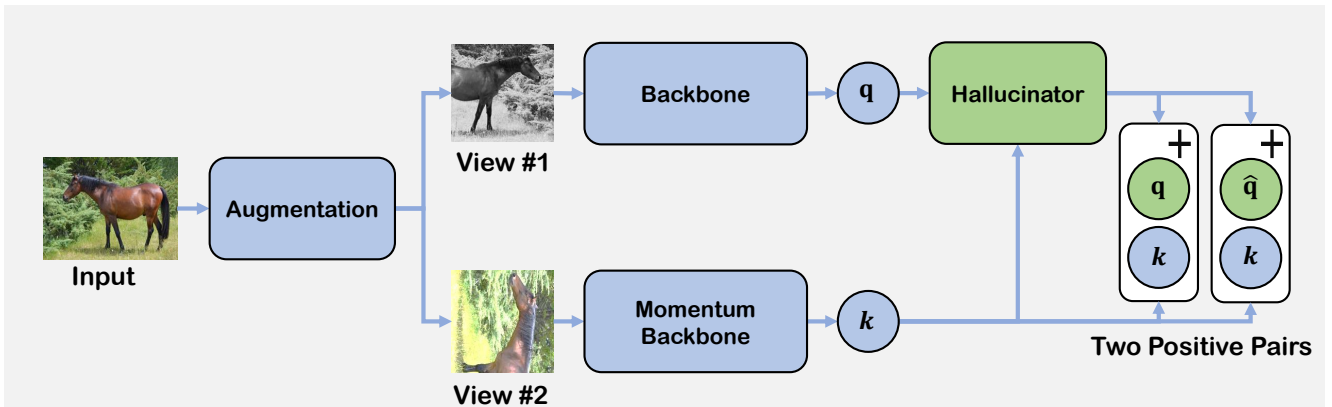 View #1
Backbone
q
Hallucinator
+
+
q
q̂
k
k
Input
Augmentation
View #2
Momentum
Backbone
k
Two Positive Pairs